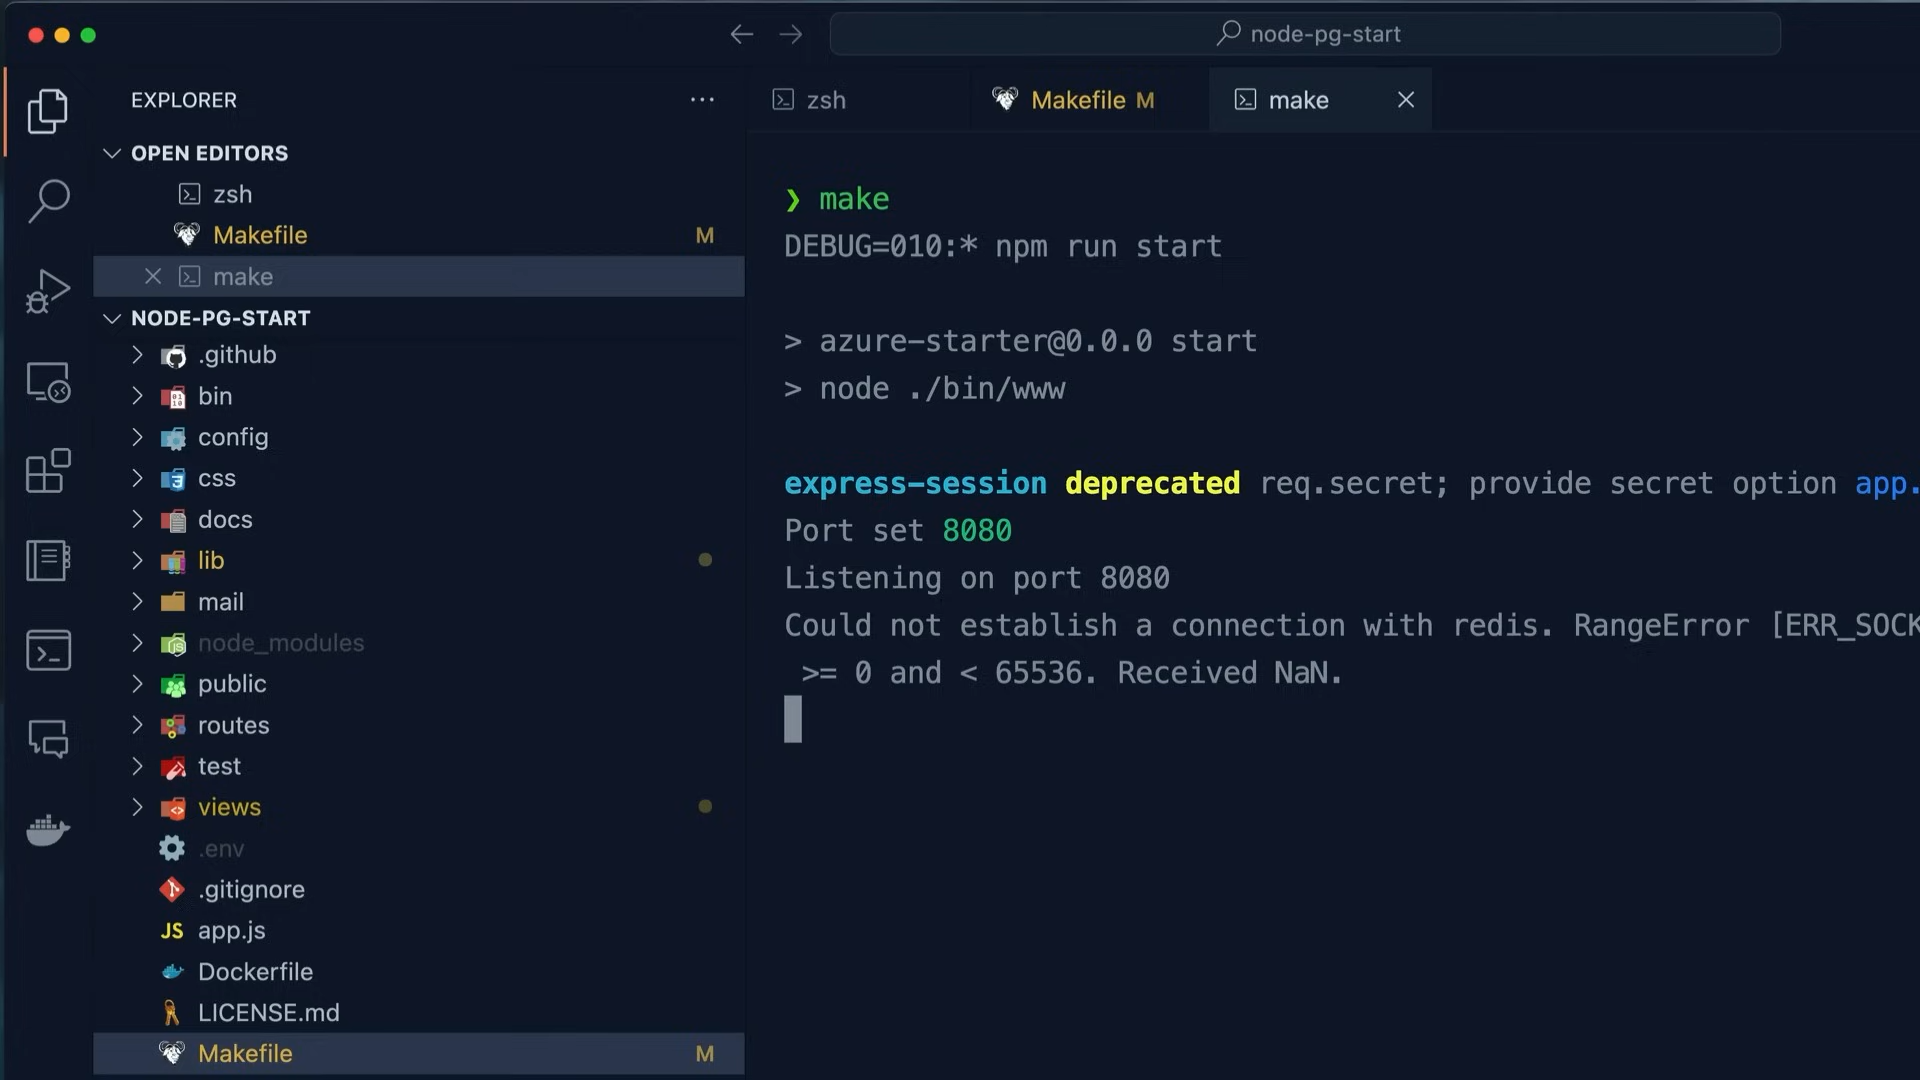 node-pg-start
EXPLORER
zsh
Makefile M
make
OPEN EDITORS
zsh
Makefile M
make
NODE-PG-START
.github
bin
config
css
docs
lib
mail
node_modules
public
routes
test
views
.env
.gitignore
JS app.js
Dockerfile
LICENSE.md
Makefile M
❯ make
DEBUG=010:* npm run start
> azure-starter@0.0.0 start
> node ./bin/www
express-session deprecated req.secret; provide secret option app.
Port set 8080
Listening on port 8080
Could not establish a connection with redis. RangeError [ERR_SOCK
>= 0 and < 65536. Received NaN.